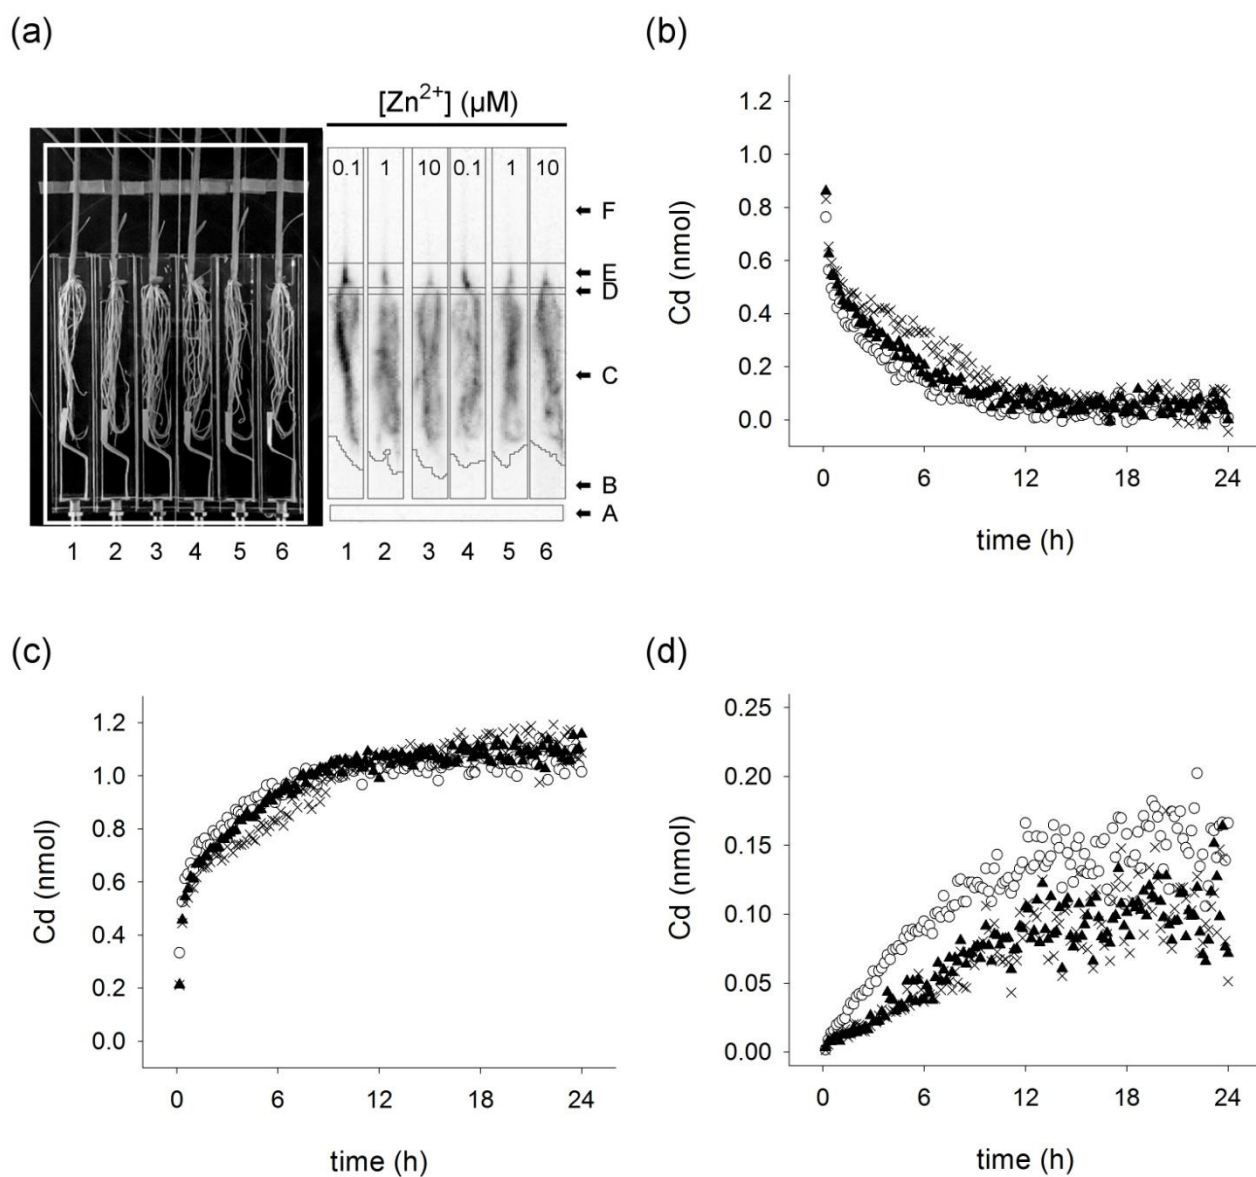 (a)
[Zn2+] (µM)
0.1 1 10 0.1 1 10
F
E
D
C
B
A
1 2 3 4 5 6 1 2 3 4 5 6
(b)
1.2
1.0
0.8
0.6
0.4
0.2
0.0
Cd (nmol)
0 6 12 18 24
time (h)
(c)
1.2
1.0
0.8
0.6
0.4
0.2
0.0
Cd (nmol)
0 6 12 18 24
time (h)
(d)
0.25
0.20
0.15
0.10
0.05
0.00
Cd (nmol)
0 6 12 18 24
time (h)